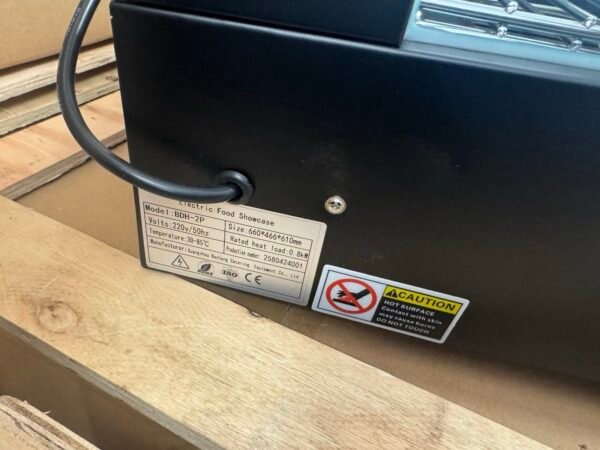 Electric Food Showcase
Model:BDH-2P
Size:660*466*610mm
Volts:220v/50hz
Rated heat load:0.8kW
Temperature:30-85℃
Production number:2580424001
Manufacturer:Guangzhou Catering Equipment Co., Ltd
ISO CE
CAUTION
HOT SURFACE
Contact with skin
may cause burns
DO NOT TOUCH